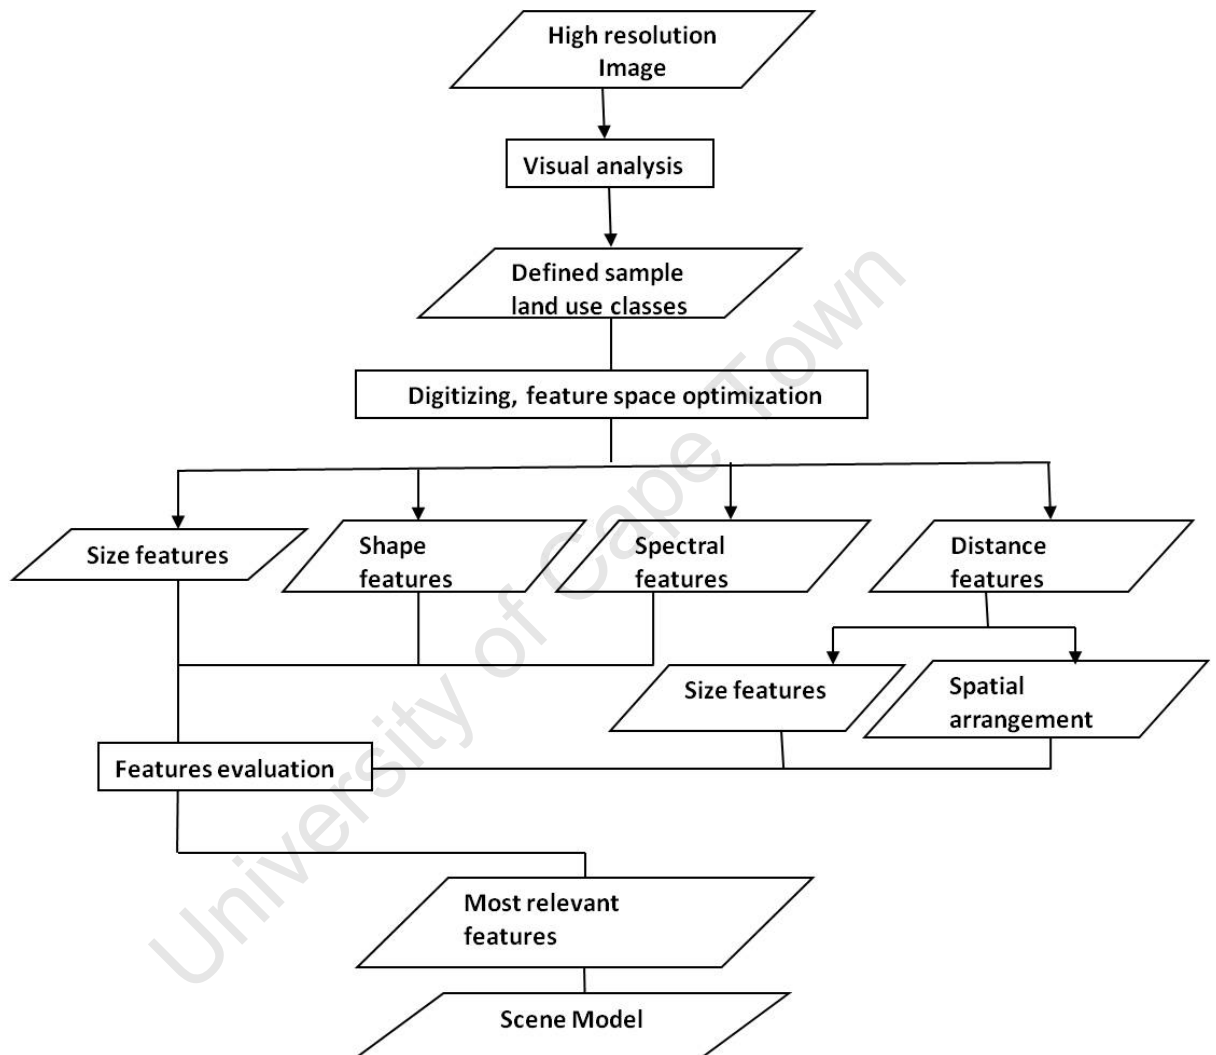 High resolution
Image
Visual analysis
Defined sample
land use classes
Digitizing, feature space optimization
Size features
Shape
features
Spectral
features
Distance
features
Size features
Spatial
arrangement
Features evaluation
Most relevant
features
Scene Model
University of Cape Town